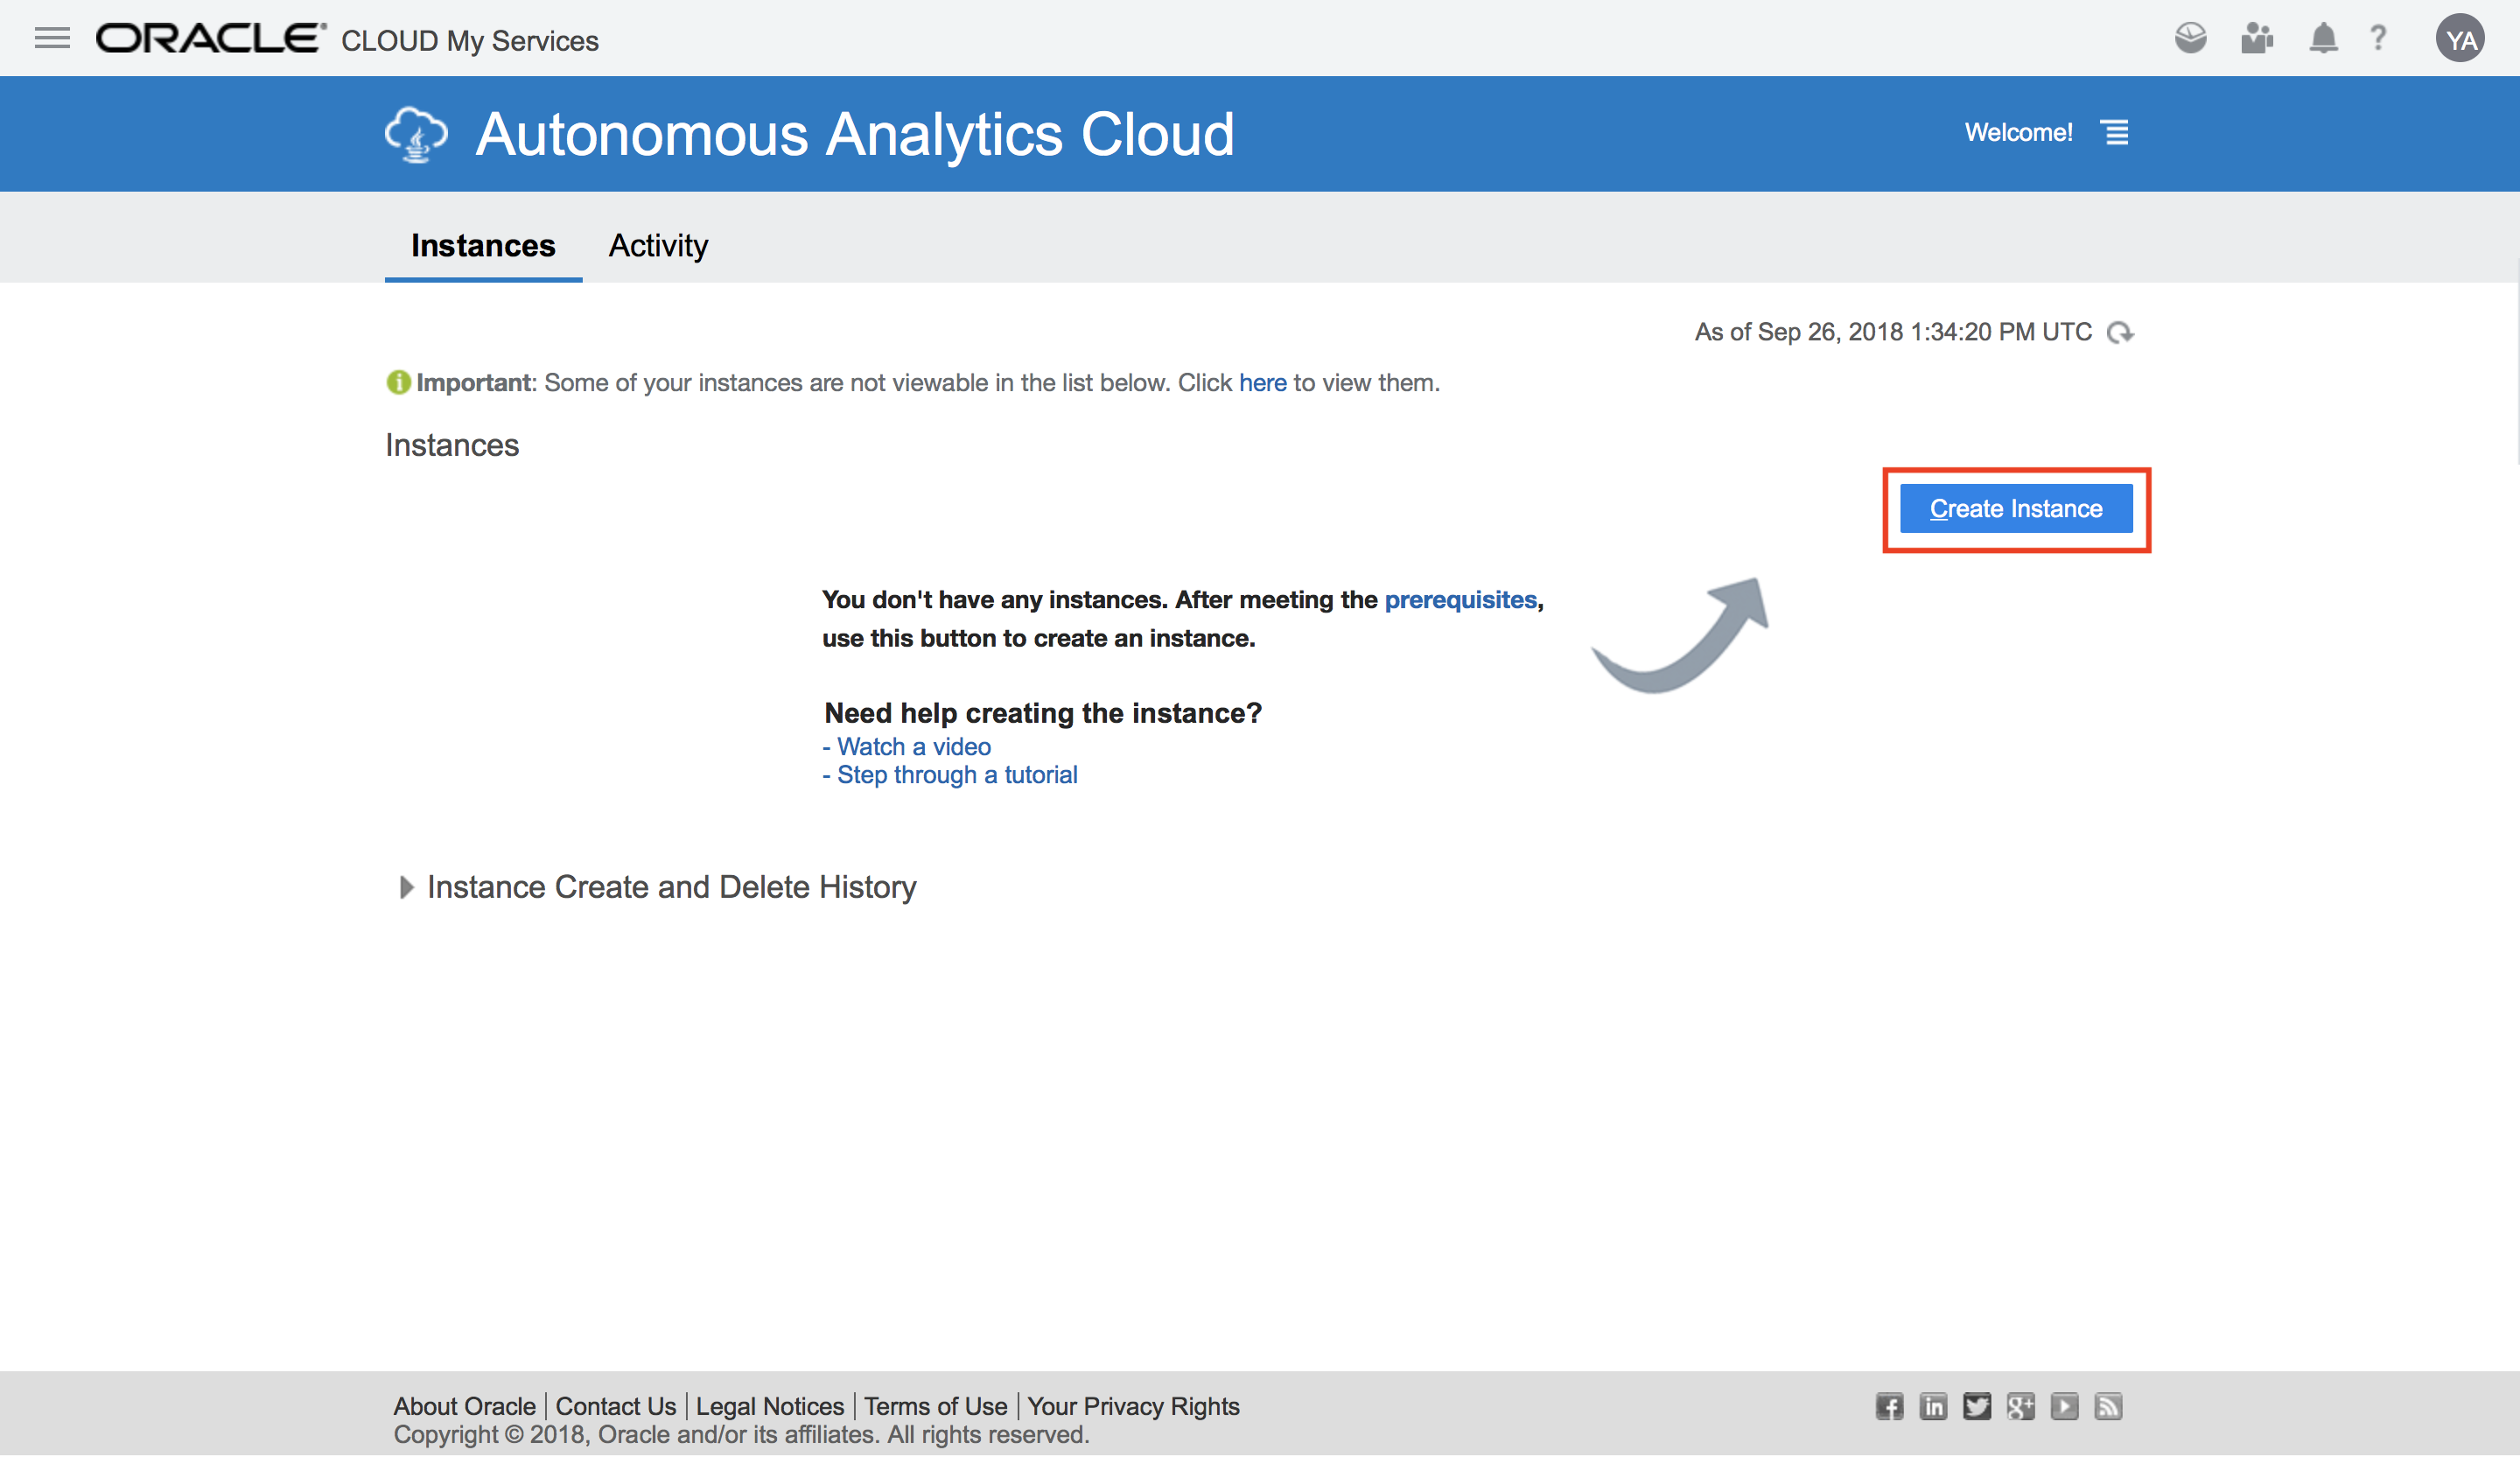 ORACLE® CLOUD My Services
YA
Autonomous Analytics Cloud
Welcome!
Instances
Activity
As of Sep 26, 2018 1:34:20 PM UTC
Important: Some of your instances are not viewable in the list below. Click here to view them.
Instances
Create Instance
You don't have any instances. After meeting the prerequisites,
use this button to create an instance.
Need help creating the instance?
- Watch a video
- Step through a tutorial
Instance Create and Delete History
About Oracle | Contact Us | Legal Notices | Terms of Use | Your Privacy Rights
Copyright © 2018, Oracle and/or its affiliates. All rights reserved.